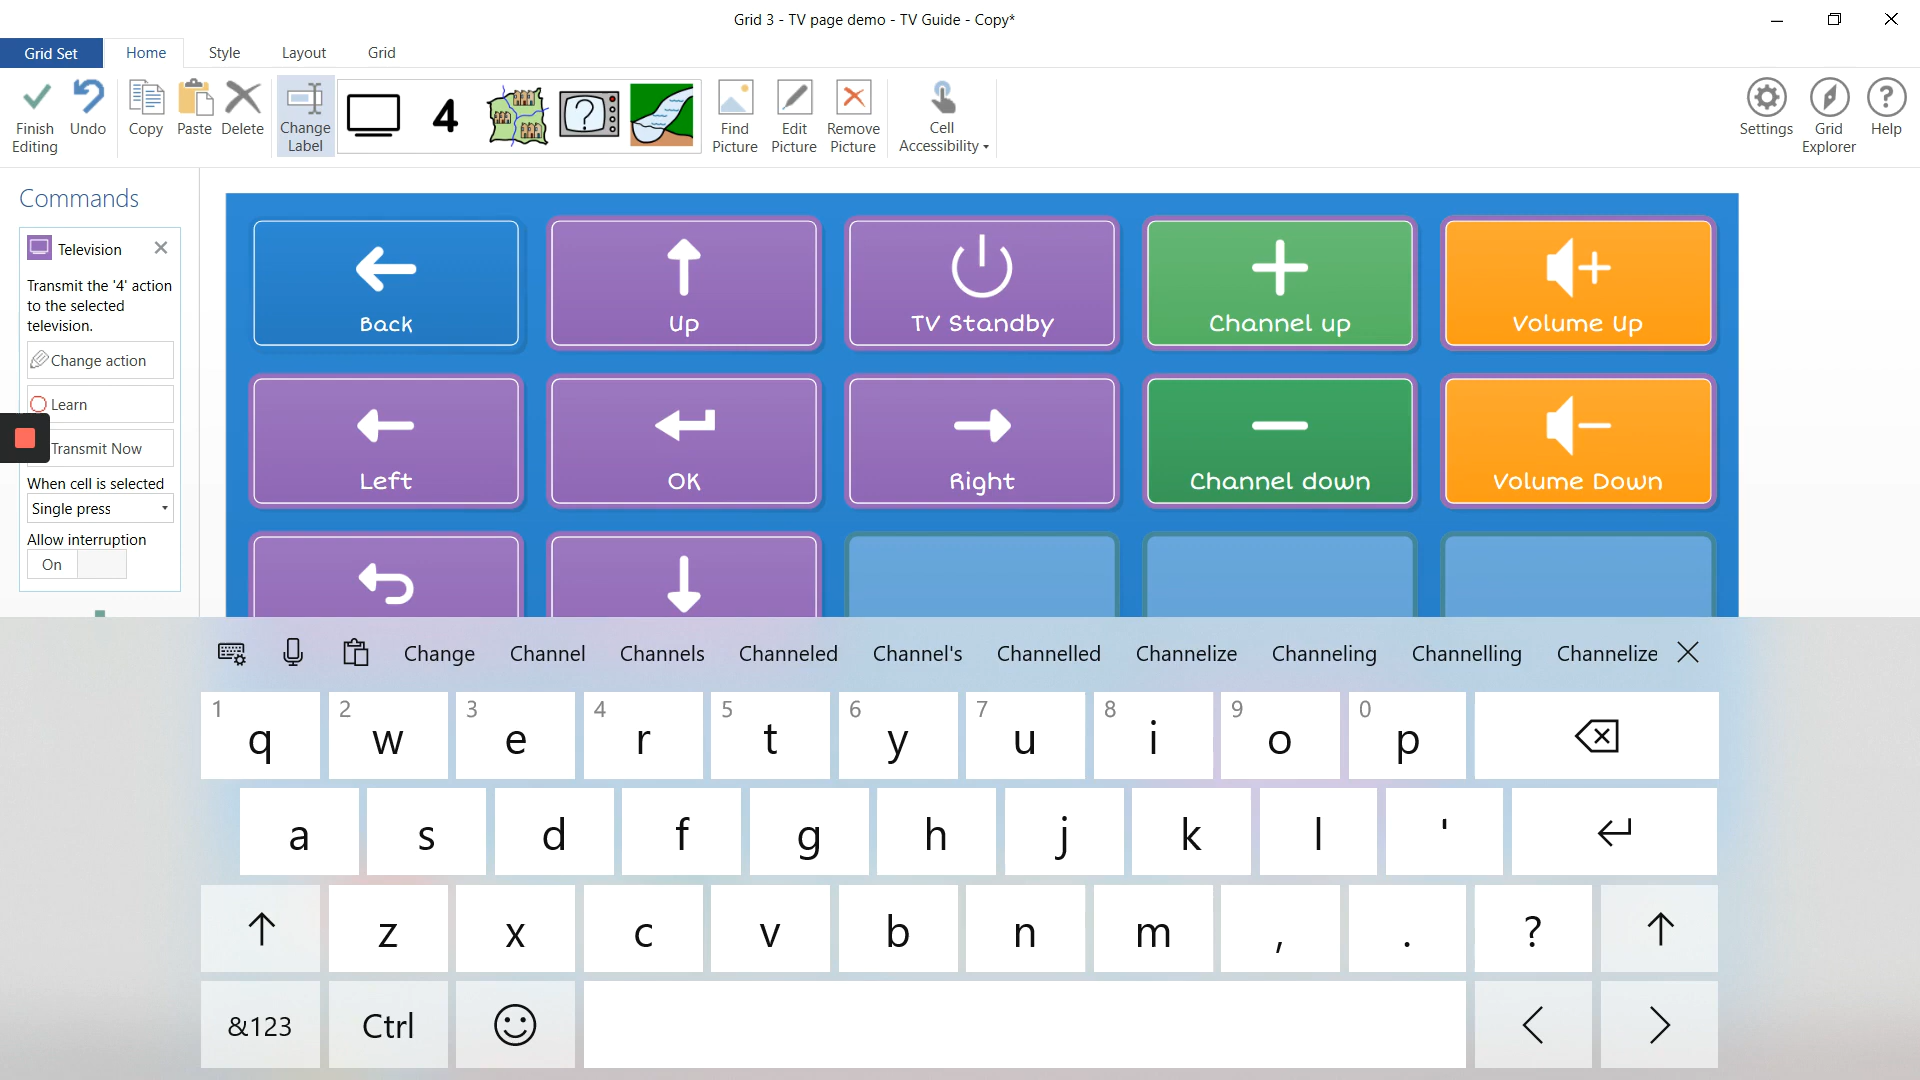 Grid 3 - TV page demo - TV Guide - Copy*
Grid Set Home Style Layout Grid
Finish Editing
Undo
Copy
Paste
Delete
Change Label
4
?
Find Picture
Edit Picture
Remove Picture
Cell Accessibility
Settings
Grid Explorer
? Help
Commands
Television
Transmit the '4' action
to the selected
television.
Change action
Learn
Transmit Now
When cell is selected
Single press
Allow interruption
On
Back Up TV Standby Channel up Volume Up
Left OK Right Channel down Volume Down
Change Channel Channels Channeled Channel's Channelled Channelize Channeling Channelling Channelize
1 q 2 w 3 e 4 r 5 t 6 y 7 u 8 i 9 o 0 p
a s d f g h j k l '
z x c v b n m , . ?
&123 Ctrl